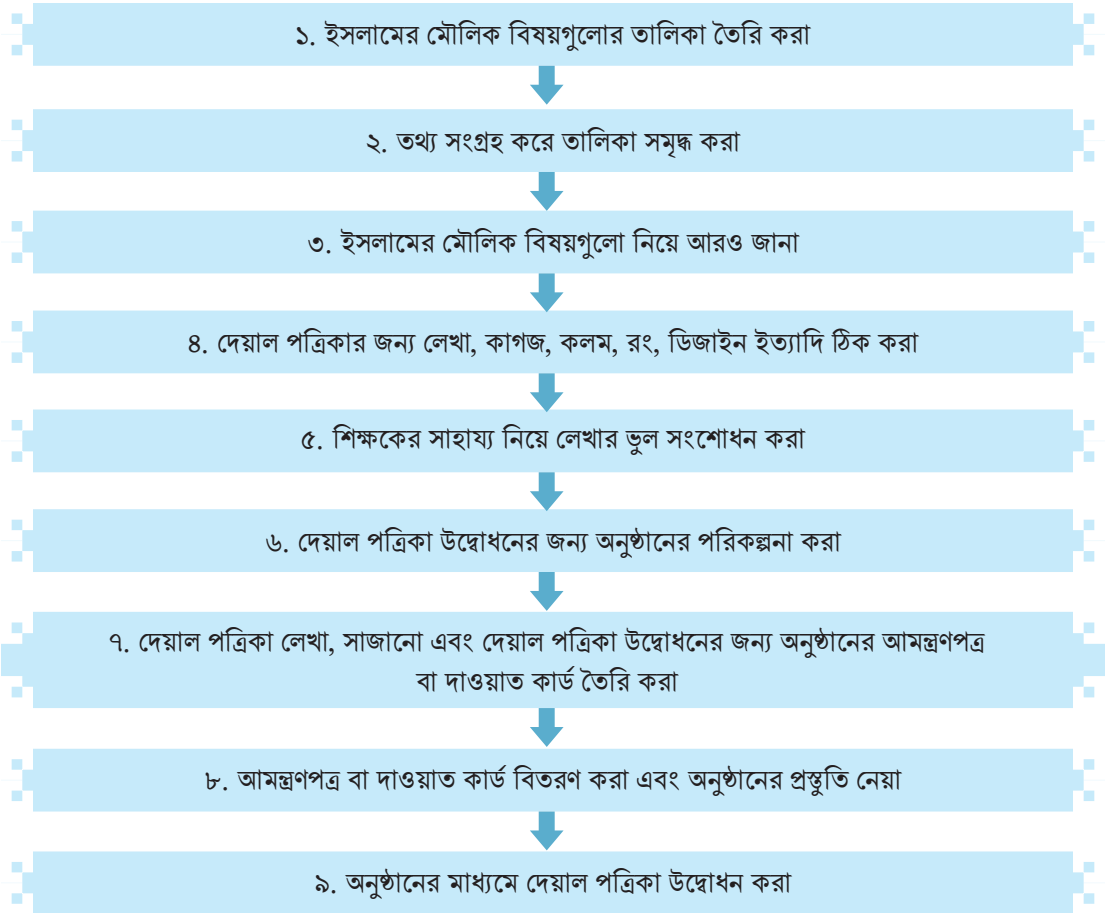 ১. ইসলামের মৌলিক বিষয়গুলোর তালিকা তৈরি করা
২. তথ্য সংগ্রহ করে তালিকা সমৃদ্ধ করা
৩. ইসলামের মৌলিক বিষয়গুলো নিয়ে আরও জানা
৪. দেয়াল পত্রিকার জন্য লেখা, কাগজ, কলম, রং, ডিজাইন ইত্যাদি ঠিক করা
৫. শিক্ষকের সাহায্য নিয়ে লেখার ভুল সংশোধন করা
৬. দেয়াল পত্রিকা উদ্বোধনের জন্য অনুষ্ঠানের পরিকল্পনা করা
৭. দেয়াল পত্রিকা লেখা, সাজানো এবং দেয়াল পত্রিকা উদ্বোধনের জন্য অনুষ্ঠানের আমন্ত্রণপত্র
বা দাওয়াত কার্ড তৈরি করা
৮. আমন্ত্রণপত্র বা দাওয়াত কার্ড বিতরণ করা এবং অনুষ্ঠানের প্রস্তুতি নেয়া
৯. অনুষ্ঠানের মাধ্যমে দেয়াল পত্রিকা উদ্বোধন করা